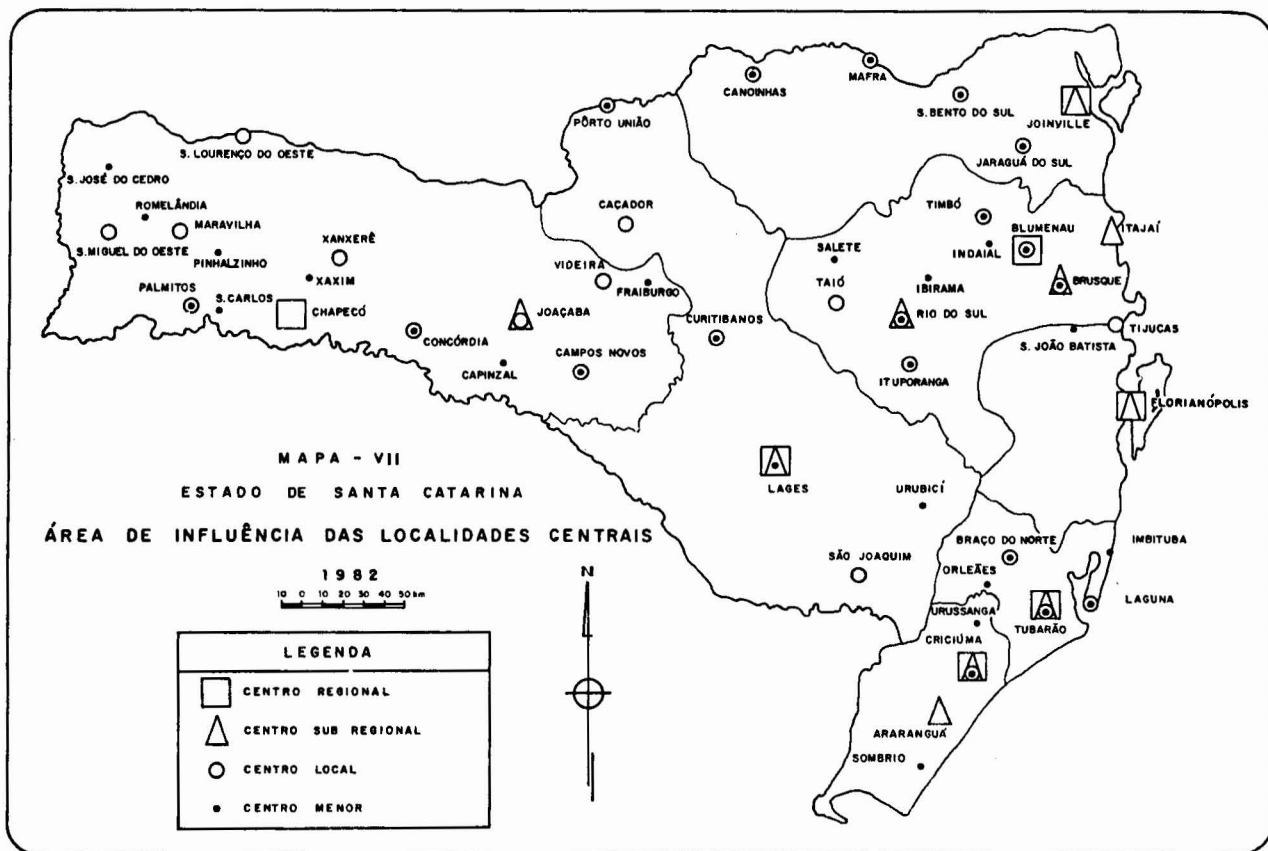 MAFRA
CANOINHAS
S. BENTO DO SUL
JOINVILLE
PÔRTO UNIÃO
JARAGUÁ DO SUL
S. LOURENÇO DO OESTE
S. JOSÉ DO CEDRO
ROMELÂNDIA
MARAVILHA
S. MIGUEL DO OESTE
PINHALZINHO
XANXERÊ
XAXIM
CAÇADOR
TIMBÓ
BLUMENAU
ITAJAÍ
INDAIAL
SALETE
TAIÓ
IBIRAMA
BRUSQUE
VIDEIRA
FRAIBURGO
PALMITOS
S. CARLOS
CHAPECÓ
JOAÇABA
CURITIBANOS
RIO DO SUL
TIJUCAS
S. JOÃO BATISTA
CONCÓRDIA
CAPINZAL
CAMPOS NOVOS
ITUPORANGA
FLORIANÓPOLIS
LAGES
URUBICÍ
SÃO JOAQUIM
BRAÇO DO NORTE
IMBITUBA
ORLEÃES
LAGUNA
URUSSANGA
TUBARÃO
CRICIÚMA
ARARANGUÁ
SOMBRIO
MAPA - VII
ESTADO DE SANTA CATARINA
ÁREA DE INFLUÊNCIA DAS LOCALIDADES CENTRAIS
1982
10 0 10 20 30 40 50 km
N
LEGENDA
CENTRO REGIONAL
CENTRO SUB REGIONAL
CENTRO LOCAL
CENTRO MENOR